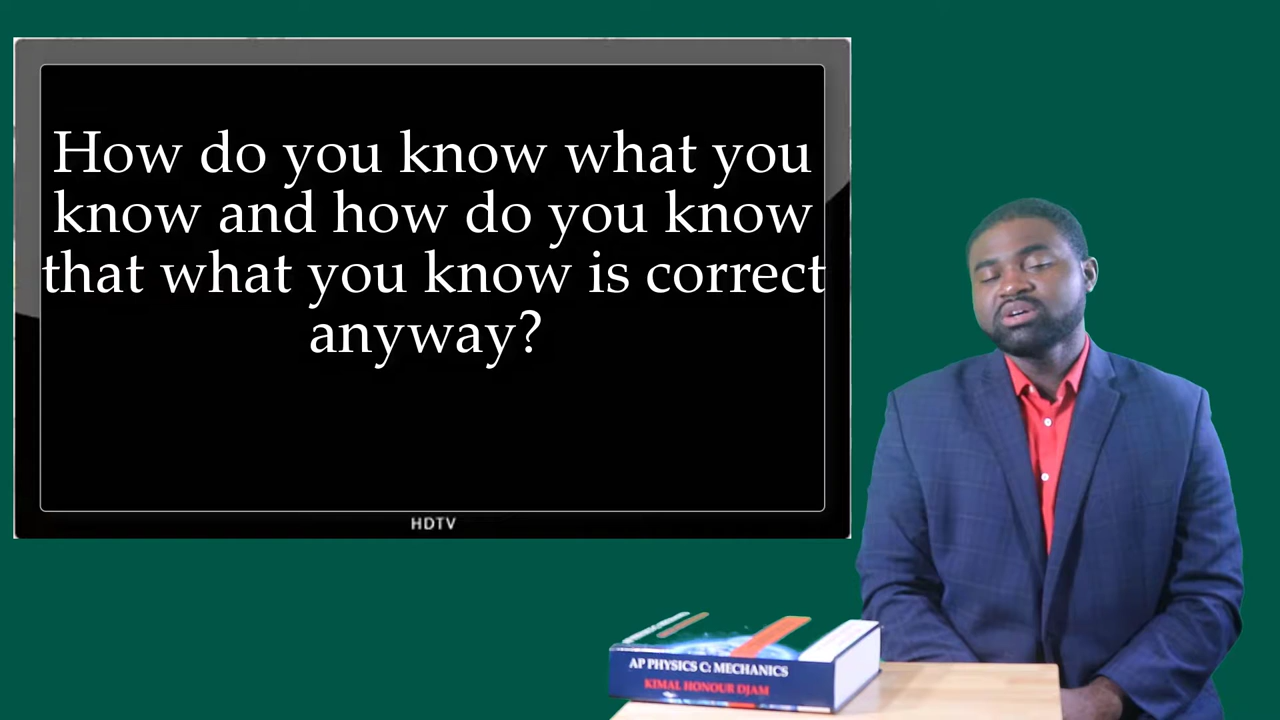 How do you know what you
know and how do you know
that what you know is correct
anyway?
HDTV
AP PHYSICS C: MECHANICS
KIMAL HONOUR DJAM